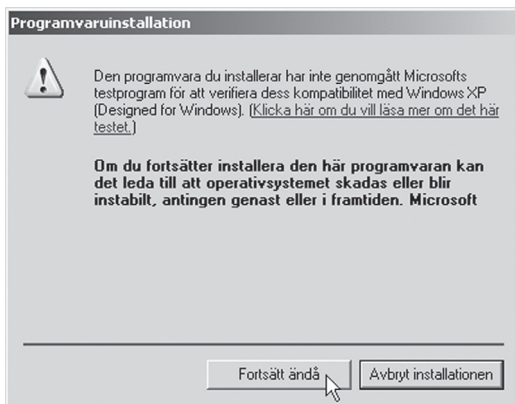 Programvaruinstallation
Den programvara du installerar har inte genomgått Microsofts
testprogram för att verifiera dess kompatibilitet med Windows XP
(Designed for Windows). (Klicka här om du vill läsa mer om det här
testet.)
Om du fortsätter installera den här programvaran kan
det leda till att operativsystemet skadas eller blir
instabilt, antingen genast eller i framtiden. Microsoft
Fortsätt ändå
Avbryt installationen